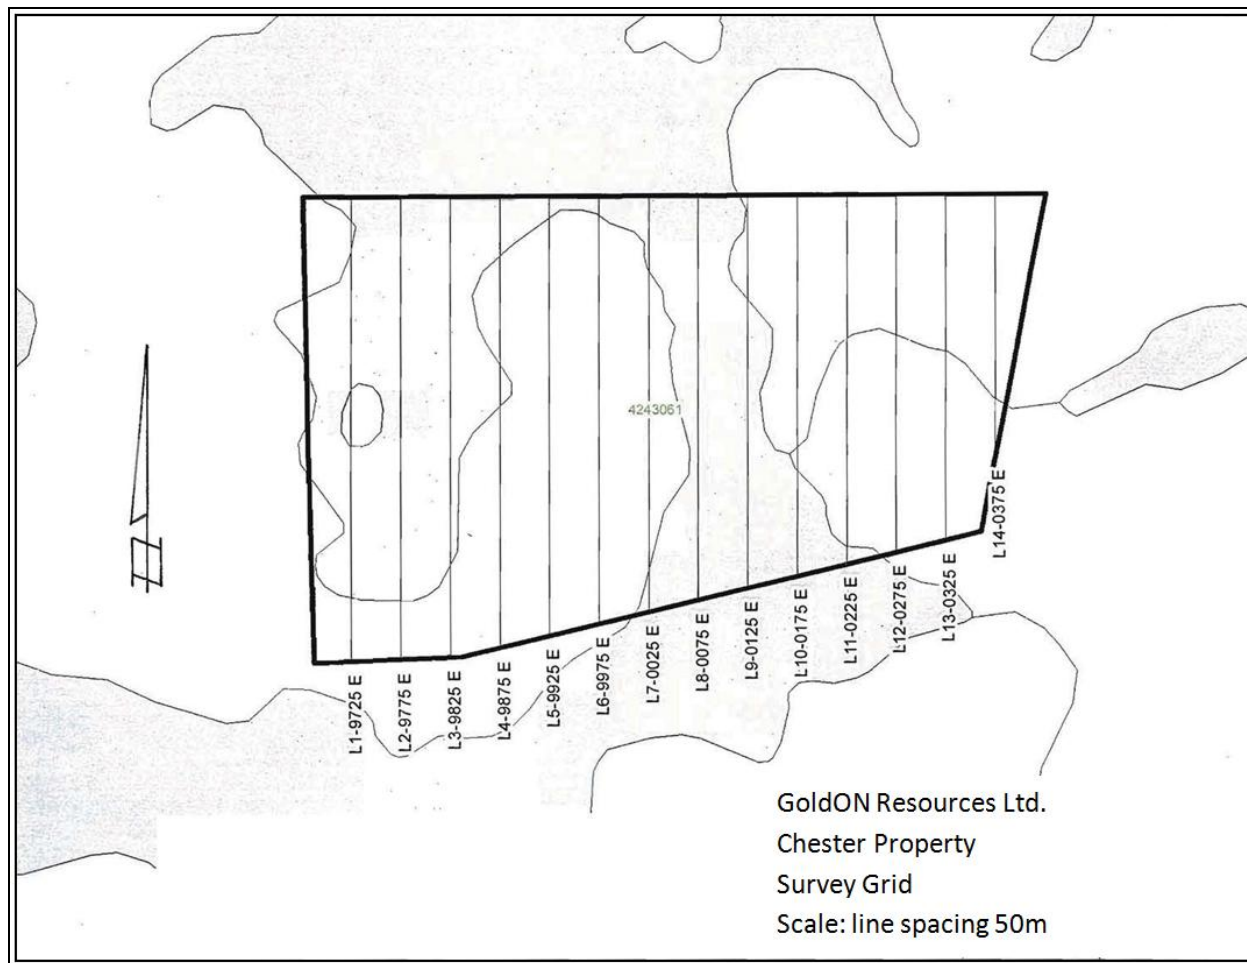 4243061
L1-9725 E
L2-9775 E
L3-9825 E
L4-9875 E
L5-9925 E
L6-9975 E
L7-0025 E
L8-0075 E
L9-0125 E
L10-0175 E
L11-0225 E
L12-0275 E
L13-0325 E
L14-0375 E
GoldON Resources Ltd.
Chester Property
Survey Grid
Scale: line spacing 50m